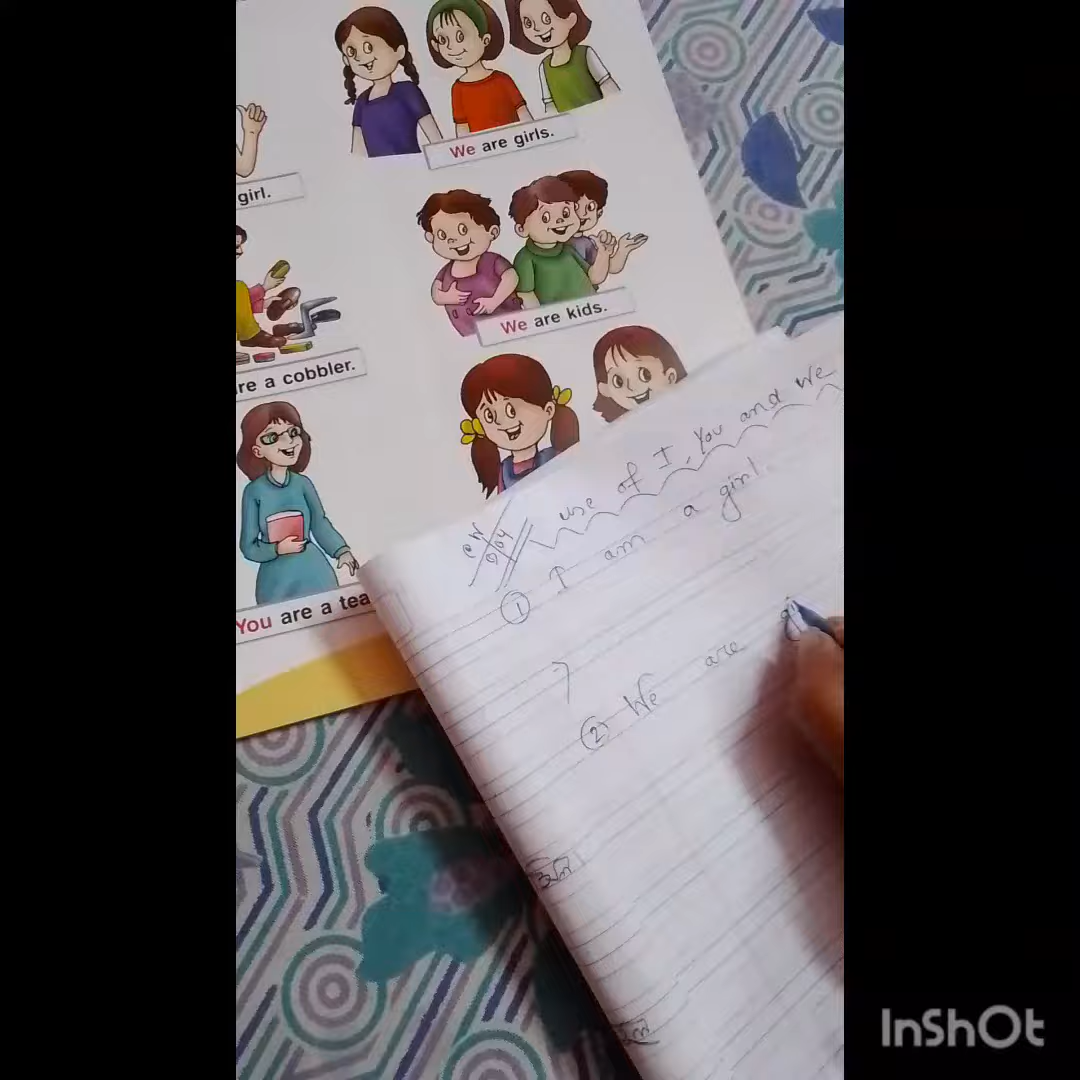 We are girls.
girl.
We are kids.
re a cobbler.
You are a tea
CW
use of I, You and We
① I am a girl.
② We are g
InShOt